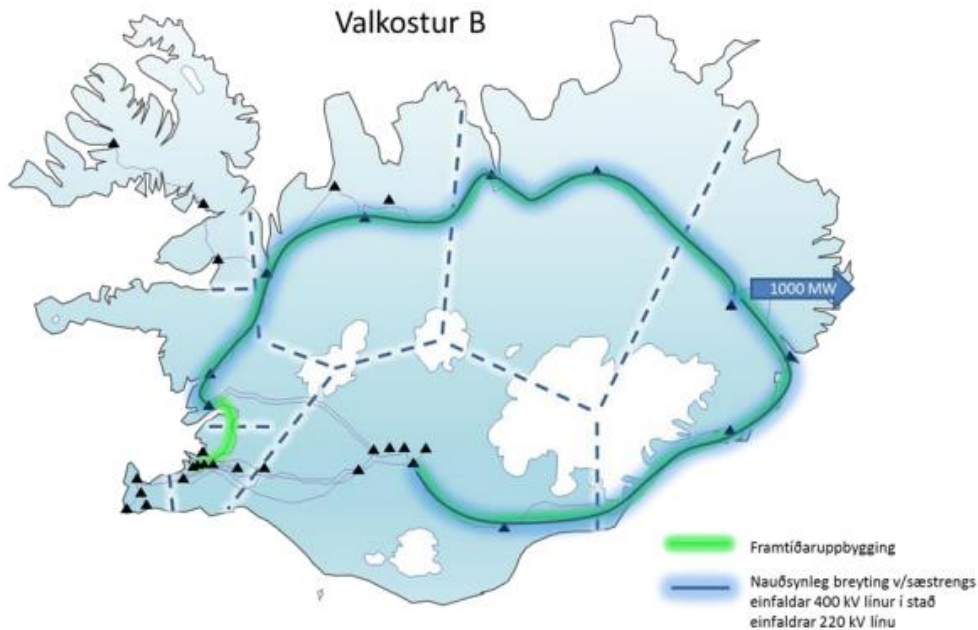 Valkostur B
1000 MW
Framtíðaruppbygging
Nauðsynleg breyting v/sæstrengs
einfaldar 400 kV línur í stað
einfaldrar 220 kV línu